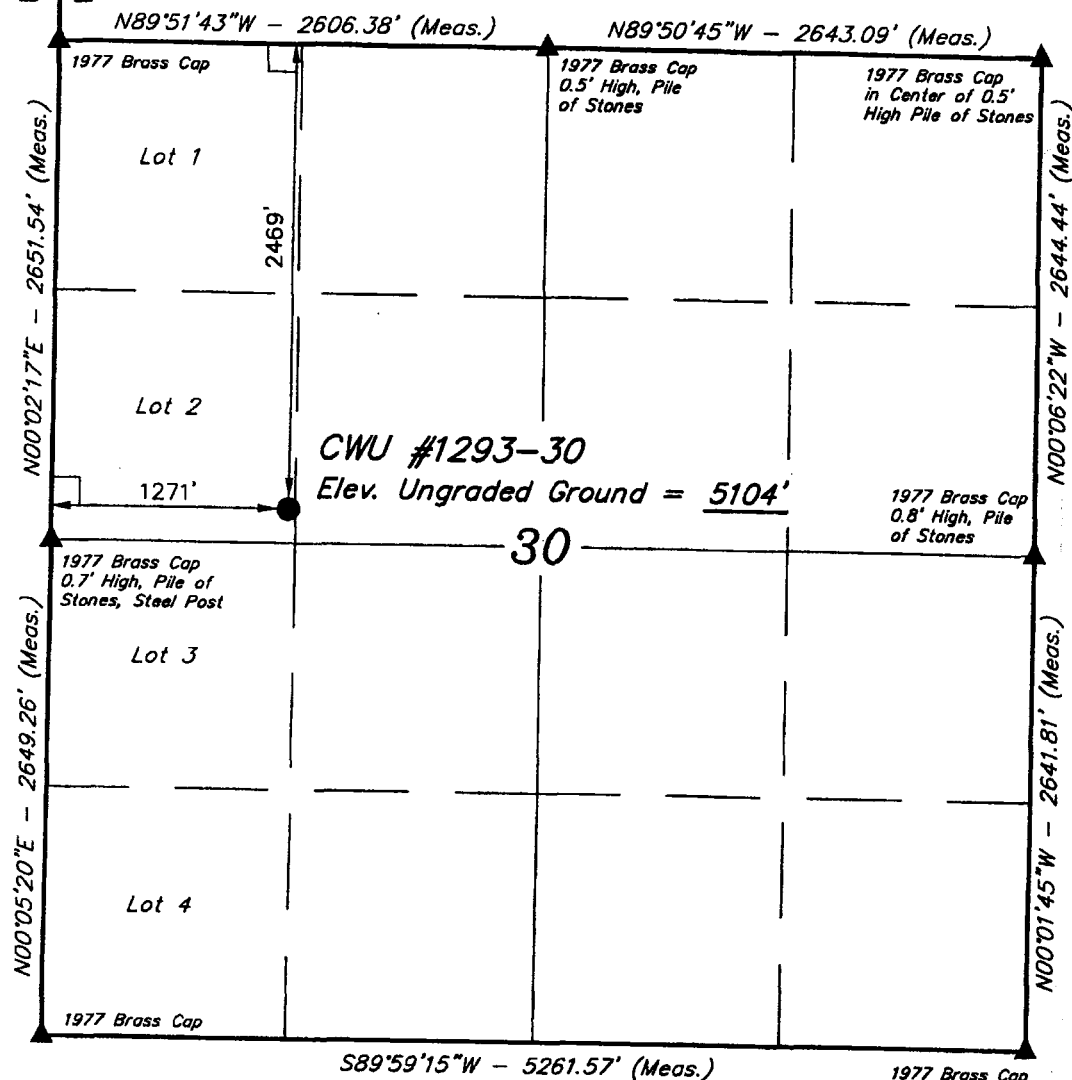 N89°51'43"W - 2606.38' (Meas.)
N89°50'45"W - 2643.09' (Meas.)
1977 Brass Cap
1977 Brass Cap
0.5' High, Pile
of Stones
1977 Brass Cap
in Center of 0.5'
High Pile of Stones
Lot 1
N00°02'17"E - 2651.54' (Meas.)
2469'
N00°06'22"W - 2644.44' (Meas.)
Lot 2
CWU #1293-30
Elev. Ungraded Ground = 5104'
1271'
1977 Brass Cap
0.8' High, Pile
of Stones
30
1977 Brass Cap
0.7' High, Pile of
Stones, Steel Post
Lot 3
N00°05'20"E - 2649.26' (Meas.)
N00°01'45"W - 2641.81' (Meas.)
Lot 4
1977 Brass Cap
S89°59'15"W - 5261.57' (Meas.)
1977 Brass Cap